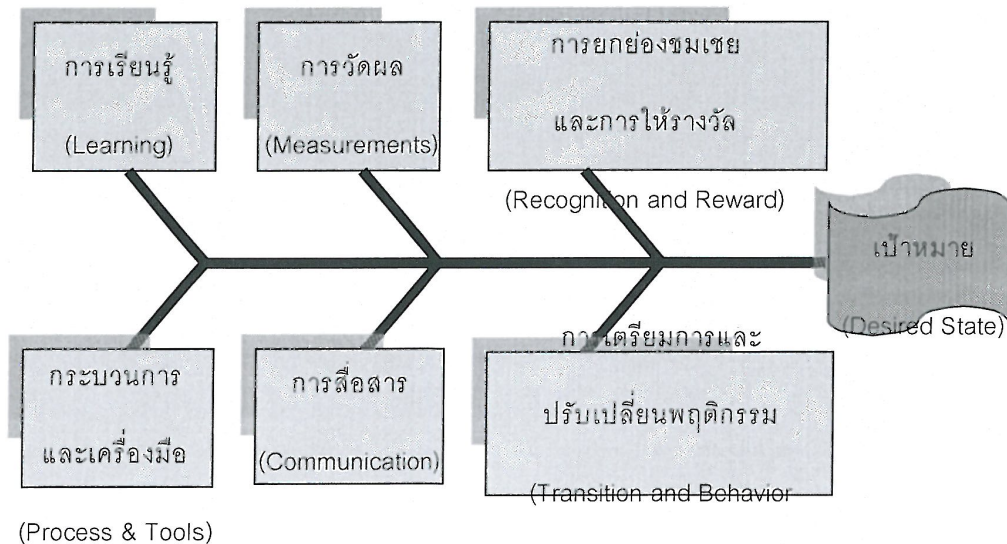 การเรียนรู้
(Learning)
การวัดผล
(Measurements)
การยกย่องชมเชย
และการให้รางวัล
(Recognition and Reward)
เป้าหมาย
(Desired State)
กระบวนการ
และเครื่องมือ
(Process & Tools)
การสื่อสาร
(Communication)
การเตรียมการและ
ปรับเปลี่ยนพฤติกรรม
(Transition and Behavior